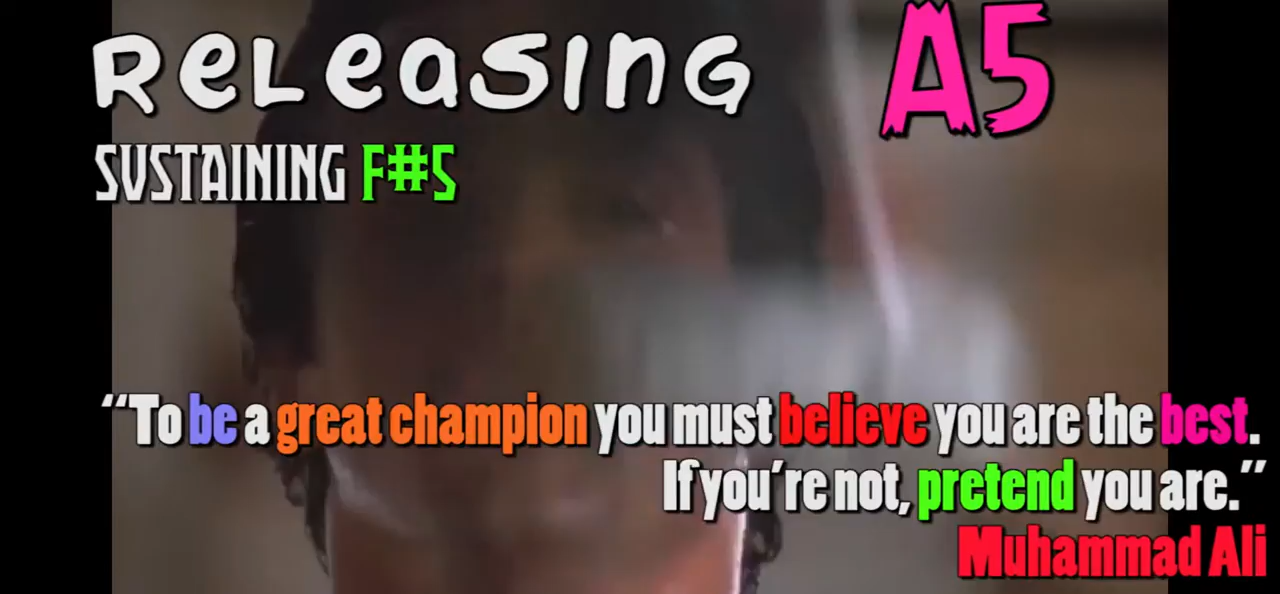 Releasing A5
SUSTAINING F#5
“To be a great champion you must believe you are the best.
If you're not, pretend you are.”
Muhammad Ali